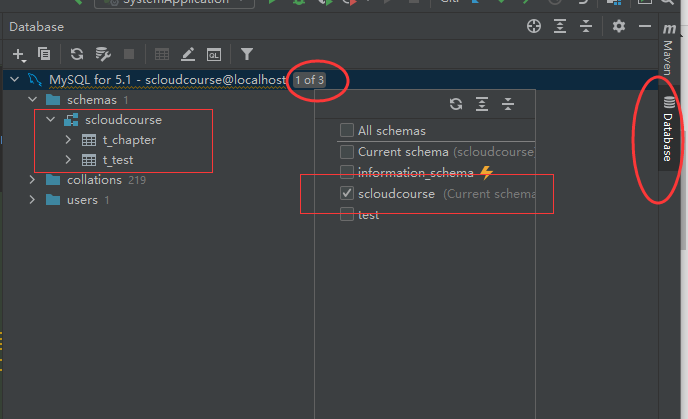 SystemApplication
Git:
Database
MySQL for 5.1 - scloudcourse@localhost 1 of 3
schemas 1
scloudcourse
t_chapter
t_test
collations 219
users 1
All schemas
Current schema (scloudcourse
information_schema
scloudcourse (Current schema
test
Maven
Database